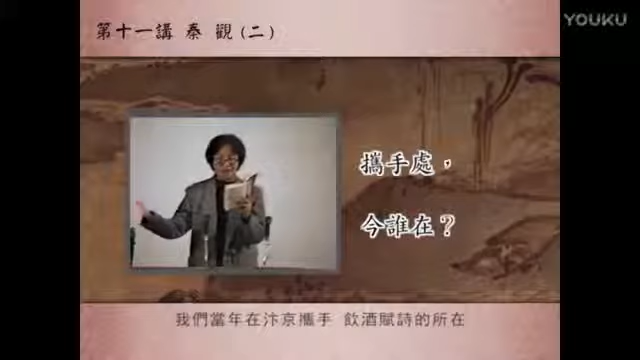 第十一講 秦 觀(二)
YOUKU
攜手處，
今誰在？
我們當年在汴京攜手 飲酒賦詩的所在